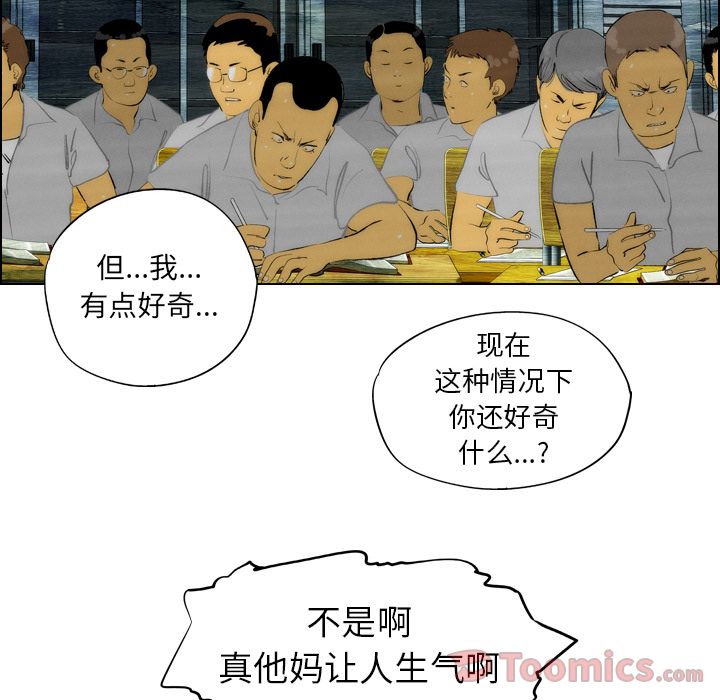 但...我...
有点好奇...
现在
这种情况下
你还好奇
什么...?
不是啊
真他妈让人生气啊
Toomics.com